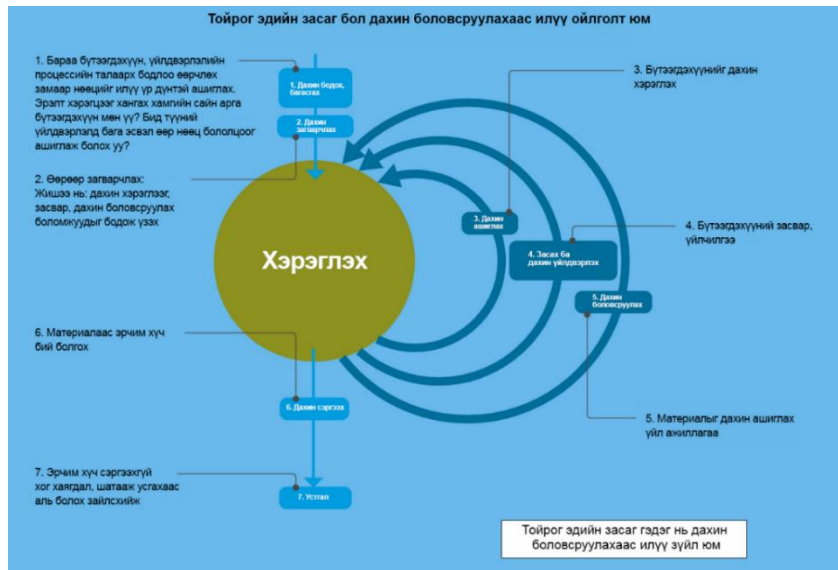 Тойрог эдийн засаг бол дахин боловсруулахаас илүү ойлголт юм
1. Бараа бүтээгдэхүүн, үйлдвэрлэлийн
процессийн талаарх бодлоо өөрчлөх
замаар нөөцийг илүү үр дүнтэй ашиглах.
Эрэлт хэрэгцээг хангах хамгийн сайн арга
бүтээгдэхүүн мөн үү? Бид түүний
үйлдвэрлэлд бага эсвэл өөр нөөц бололцоог
ашиглаж болох уу?
2. Өөрөөр загварчлах:
Жишээ нь: дахин хэрэглээг,
засвар, дахин боловсруулах
боломжуудыг бодож үзэх
1. Дахин бодох,
багасгах
2. Дахин
загварчлах
Хэрэглэх
3. Дахин
ашиглах
4. Засах ба
дахин үйлдвэрлэх
5. Дахин
боловсруулах
3. Бүтээгдэхүүнийг дахин
хэрэглэх
4. Бүтээгдэхүүний засвар,
үйлчилгээ
5. Материалыг дахин ашиглах
үйл ажиллагаа
6. Материалаас эрчим хүч
бий болгох
6. Дахин сэргээх
7. Эрчим хүч сэргээхгүй
хог хаягдал, шатааж усгахаас
аль болох зайлсхийж
7. Устгал
Тойрог эдийн засаг гэдэг нь дахин
боловсруулахаас илүү зүйл юм